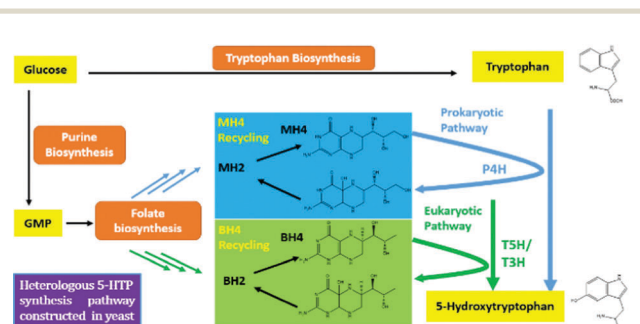 Glucose
Tryptophan Biosynthesis
Tryptophan
Purine
Biosynthesis
MH4
Recycling
MH4
MH2
Prokaryotic
Pathway
P4H
GMP
Folate
biosynthesis
BH4
Recycling
BH4
BH2
Eukaryotic
Pathway
T5H/
T3H
Heterologous 5-HTP
synthesis pathway
constructed in yeast
5-Hydroxytryptophan